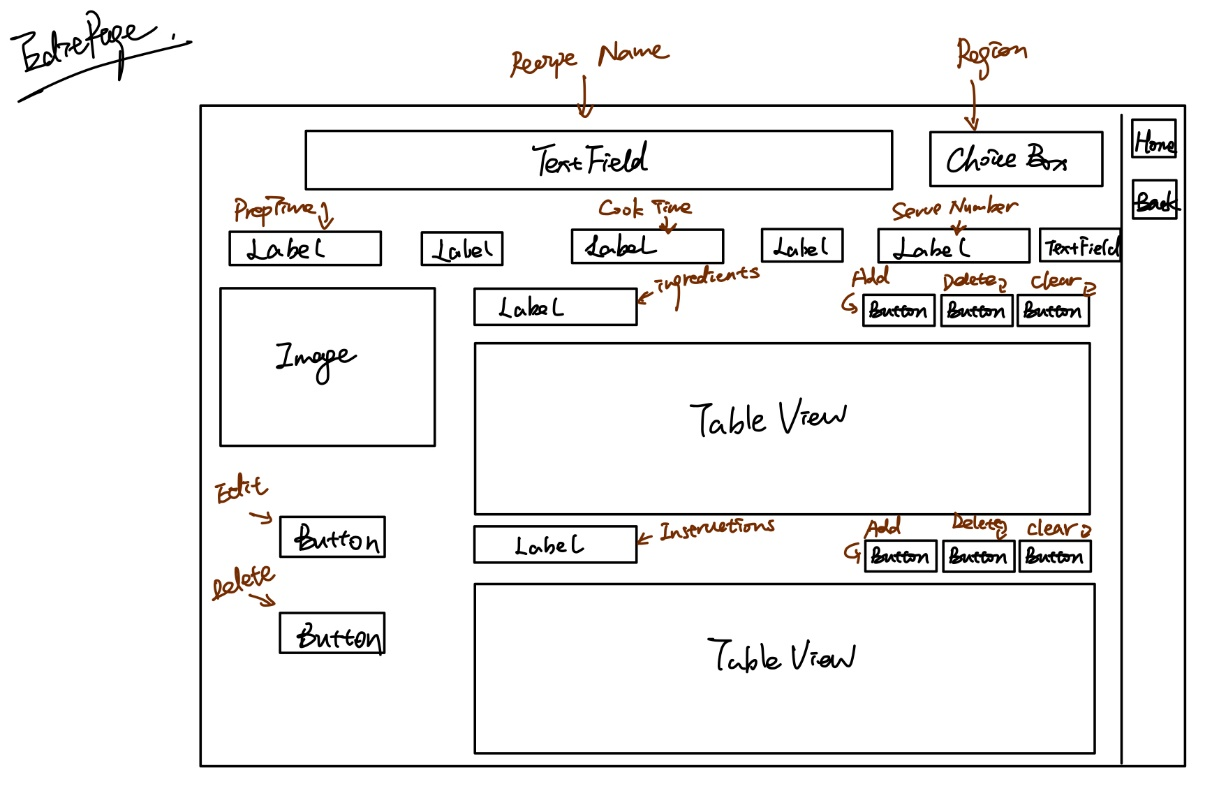 EditPage.
Recipe Name
Region
TextField
Choice Box
Home
Back
PrepTime
Cook Time
Serve Number
Label
Label
Label
Label
Label
TextField
ingredients
Add
Delete
Clear
Label
Button
Button
Button
Image
Table View
Edit
Button
Instructions
Add
Delete
Clear
Label
Button
Button
Button
Delete
Button
Table View